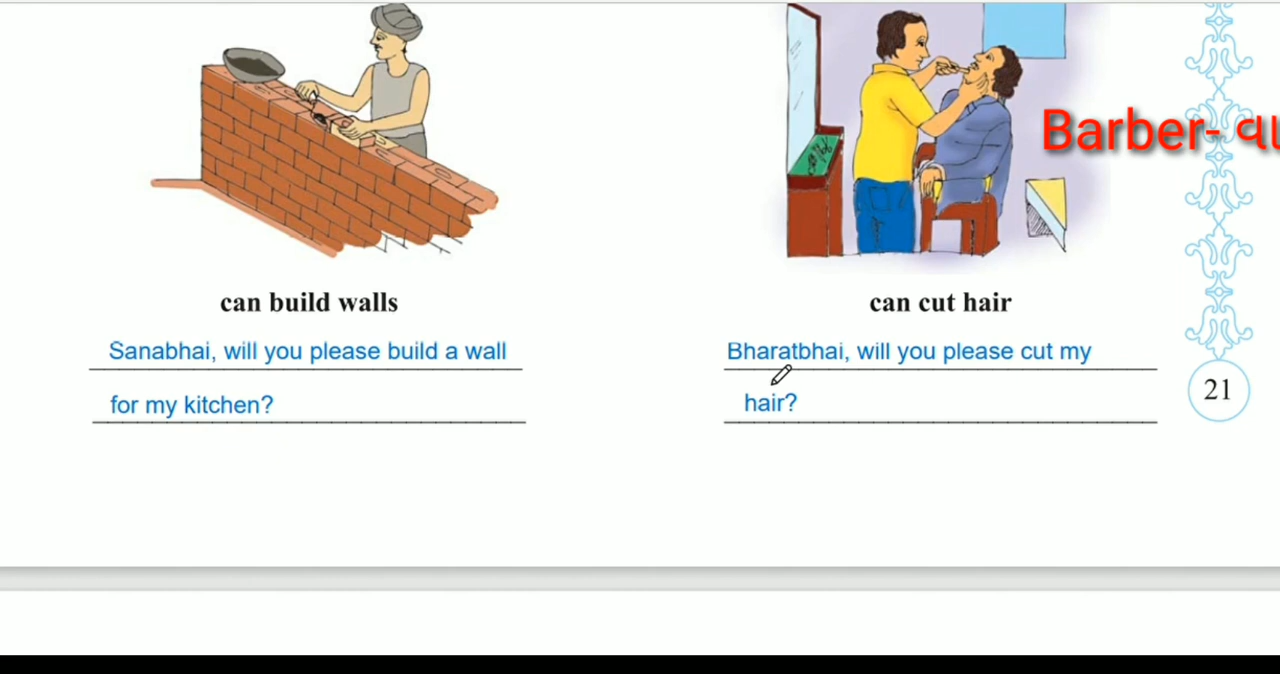 Barber-
can build walls
can cut hair
Sanabhai, will you please build a wall
for my kitchen?
Bharatbhai, will you please cut my
hair?
21